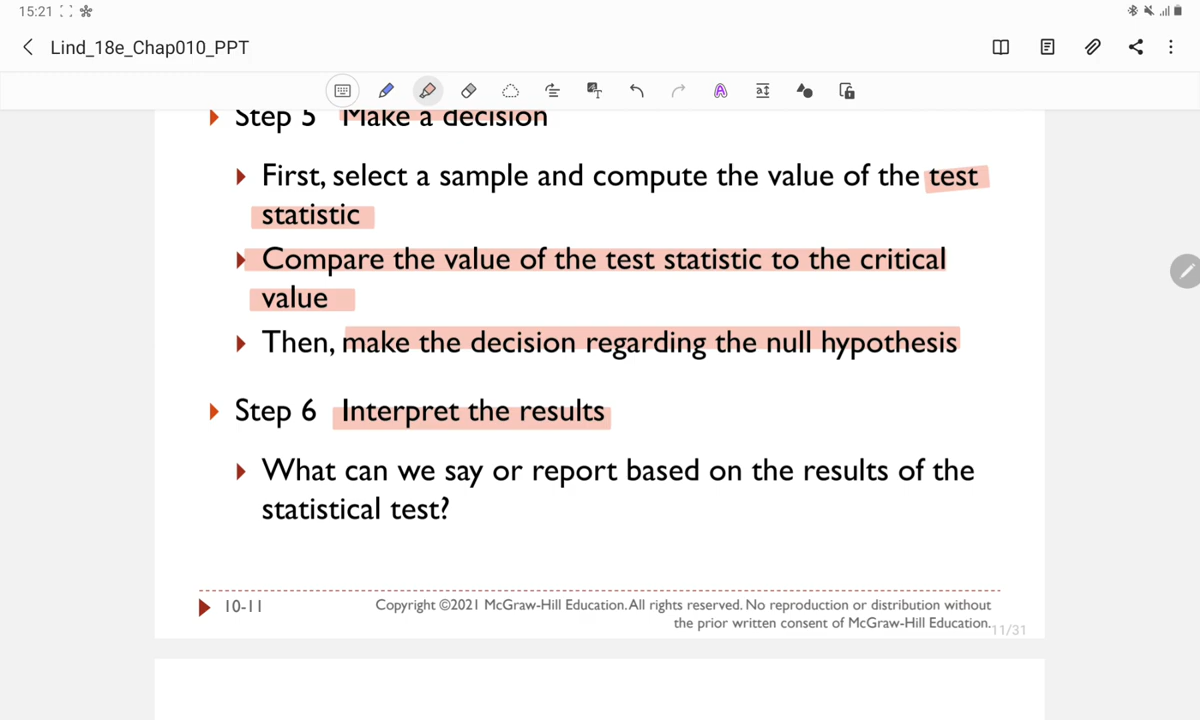 15:21
Lind_18e_Chap010_PPT
Step 5 Make a decision
First, select a sample and compute the value of the test
statistic
Compare the value of the test statistic to the critical
value
Then, make the decision regarding the null hypothesis
Step 6 Interpret the results
What can we say or report based on the results of the
statistical test?
10-11
Copyright ©2021 McGraw-Hill Education. All rights reserved. No reproduction or distribution without
the prior written consent of McGraw-Hill Education.
11/31